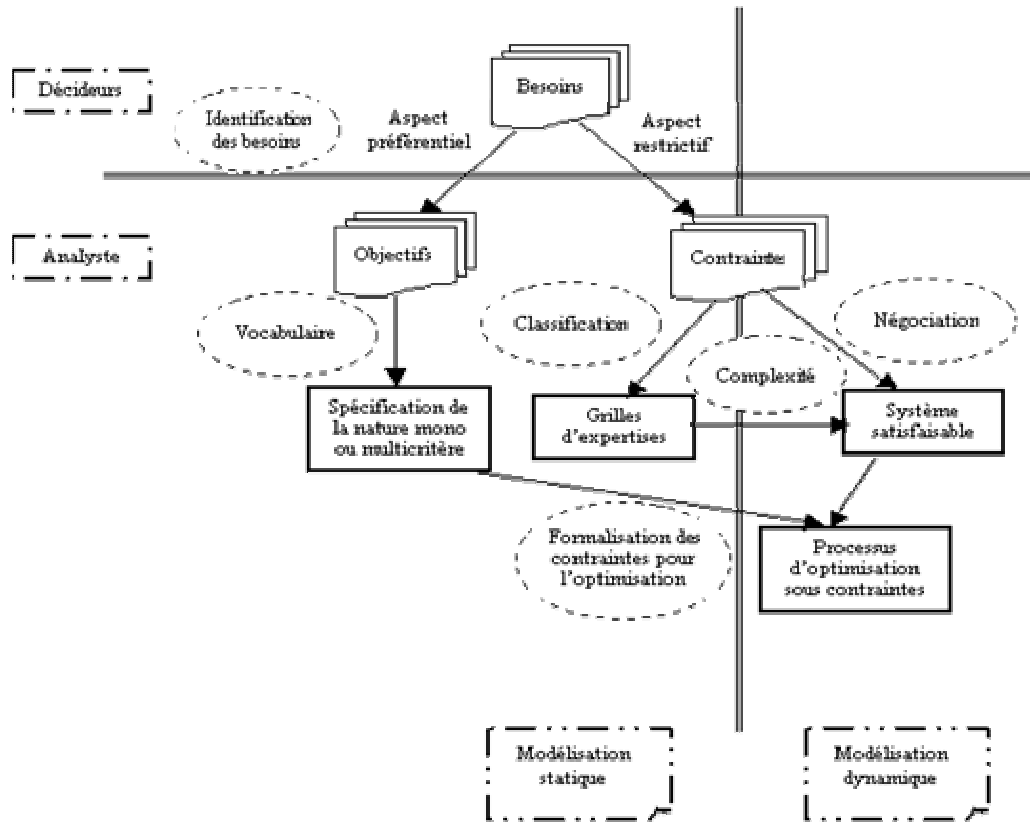 Besoins
Décideurs
Identification
des besoins
Aspect
préférentiel
Aspect
restrictif
Analyste
Objectifs
Contraintes
Vocabulaire
Classification
Négociation
Complexité
Spécification de
la nature mono
ou multicritère
Grilles
d'expertises
Système
satisfaisable
Formalisation des
contraintes pour
l'optimisation
Processus
d'optimisation
sous contraintes
Modélisation
statique
Modélisation
dynamique